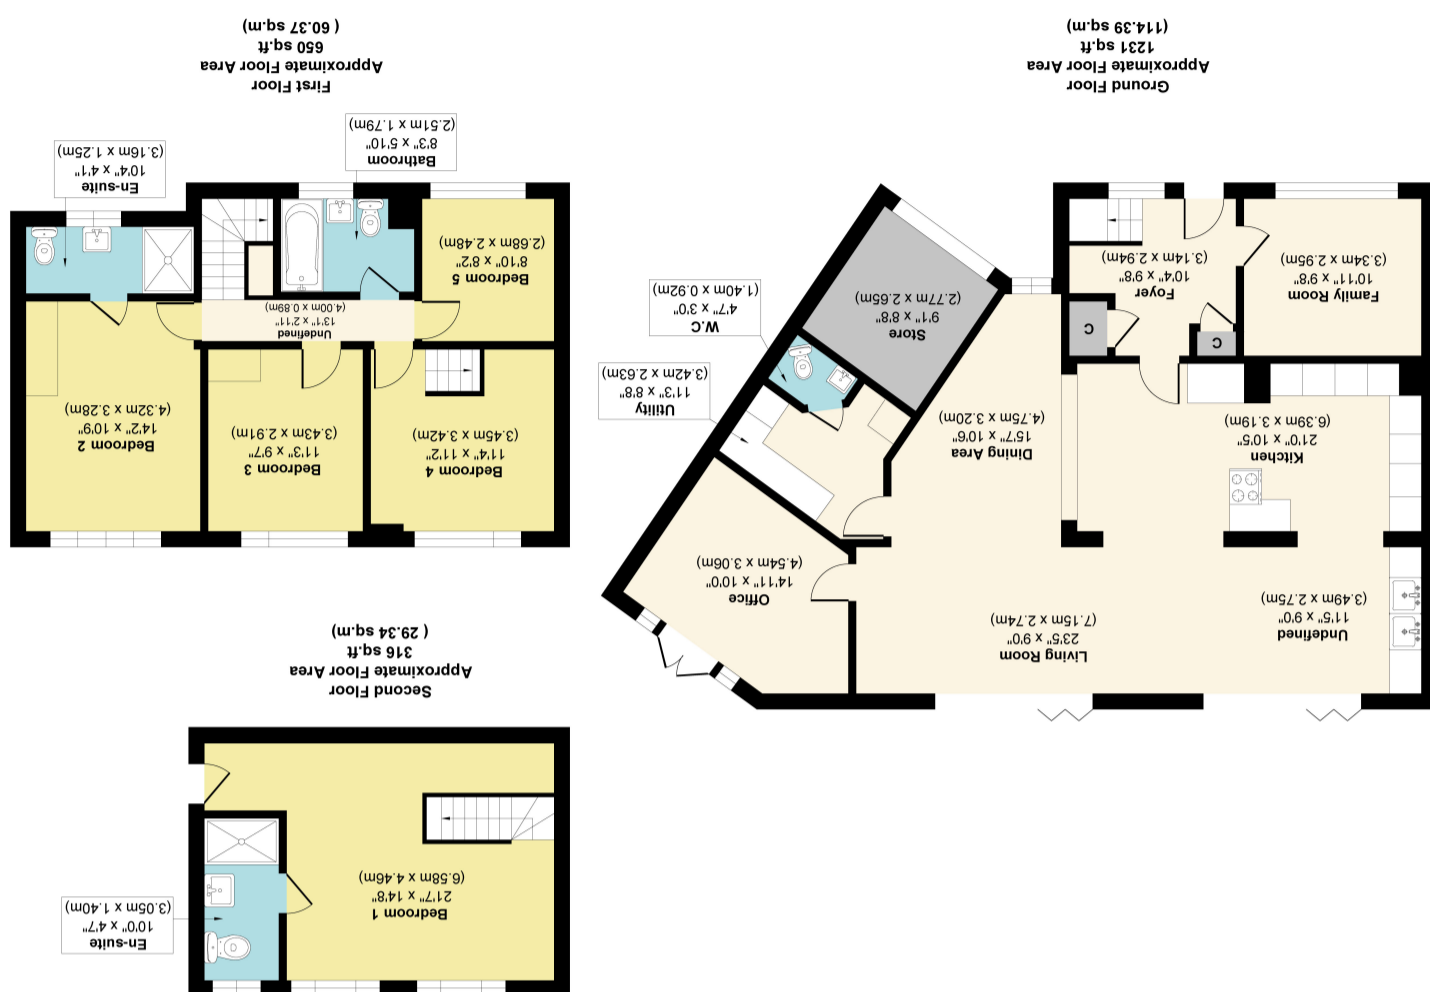 Undefined
11'5" x 9'0"
(3.49m x 2.75m)
Living Room
23'5" x 9'0"
(7.15m x 2.74m)
Office
14'11" x 10'0"
(4.54m x 3.06m)
Kitchen
21'0" x 10'5"
(6.39m x 3.19m)
Dining Area
15'7" x 10'6"
(4.75m x 3.20m)
Utility
11'3" x 8'8"
(3.42m x 2.63m)
W.C
4'7" x 3'0"
(1.40m x 0.92m)
Store
9'1" x 8'8"
(2.77m x 2.65m)
C
C
Family Room
10'11" x 9'8"
(3.34m x 2.95m)
Foyer
10'4" x 9'8"
(3.14m x 2.94m)
Ground Floor
Approximate Floor Area
1231 sq.ft
(114.39 sq.m)
Bedroom 1
21'7" x 14'8"
(6.58m x 4.46m)
En-suite
10'0" x 4'7"
(3.05m x 1.40m)
Second Floor
Approximate Floor Area
316 sq.ft
( 29.34 sq.m)
Bedroom 4
11'4" x 11'2"
(3.45m x 3.42m)
Bedroom 3
11'3" x 9'7"
(3.43m x 2.91m)
Bedroom 2
14'2" x 10'9"
(4.32m x 3.28m)
Undefined
13'1" x 2'11"
(4.00m x 0.89m)
Bedroom 5
8'10" x 8'2"
(2.68m x 2.48m)
Bathroom
8'3" x 5'10"
(2.51m x 1.79m)
En-suite
10'4" x 4'1"
(3.16m x 1.25m)
First Floor
Approximate Floor Area
650 sq.ft
( 60.37 sq.m)